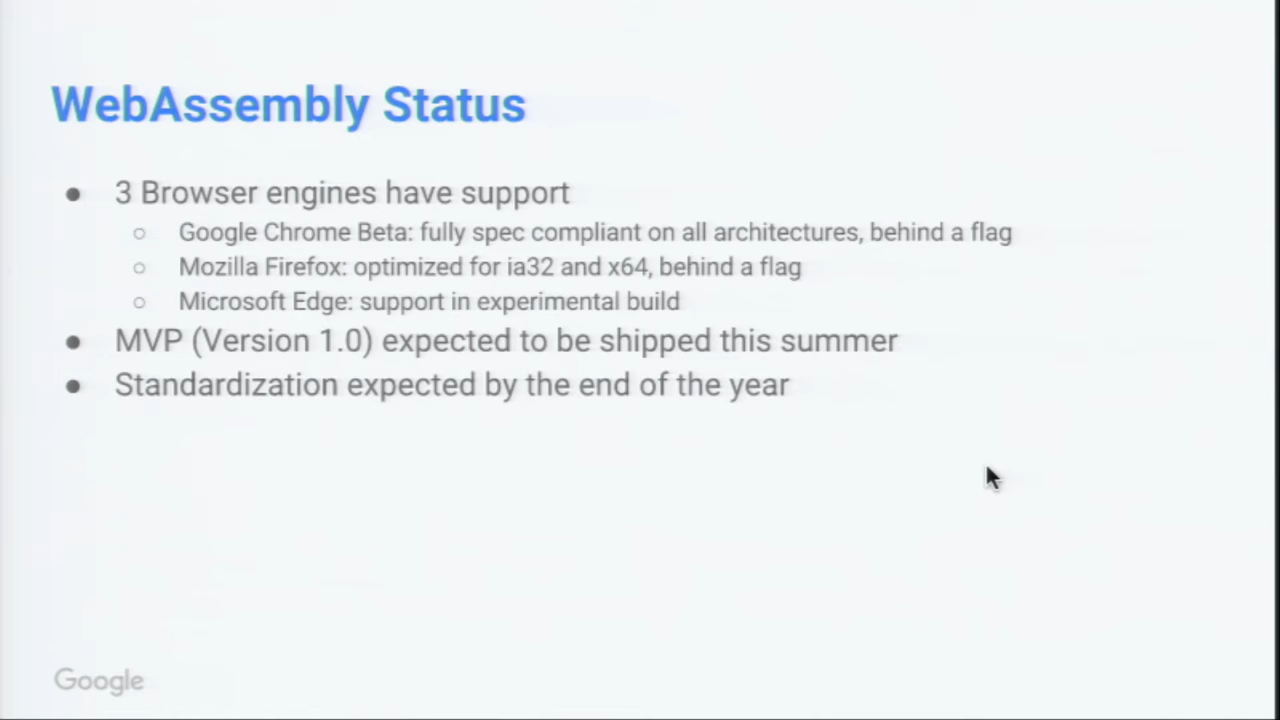 WebAssembly Status
● 3 Browser engines have support
○ Google Chrome Beta: fully spec compliant on all architectures, behind a flag
○ Mozilla Firefox: optimized for ia32 and x64, behind a flag
○ Microsoft Edge: support in experimental build
● MVP (Version 1.0) expected to be shipped this summer
● Standardization expected by the end of the year
Google